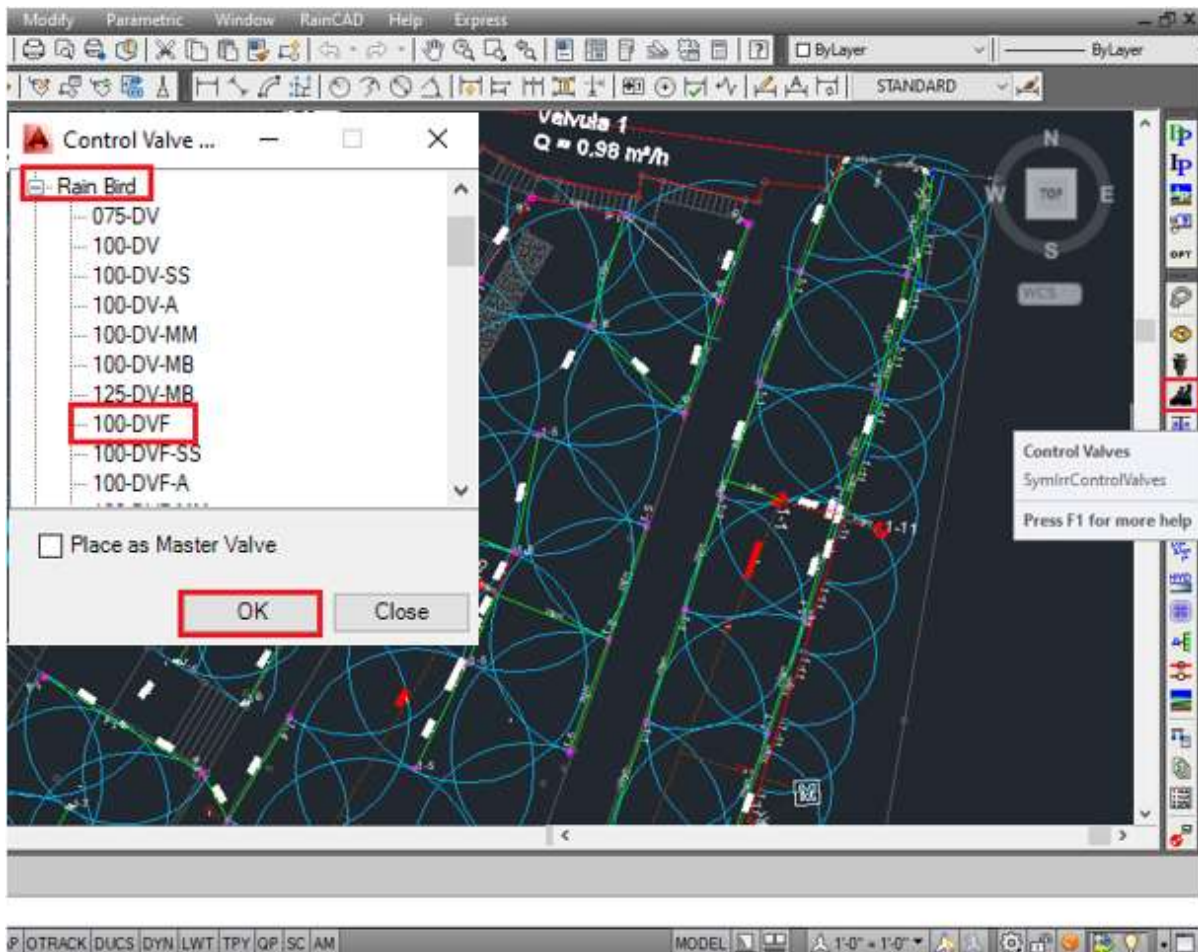 Modify Parametric Window RainCAD Help Express
ByLayer ByLayer
STANDARD
Control Valve ...
Rain Bird
075-DV
100-DV
100-DV-SS
100-DV-A
100-DV-MM
100-DV-MB
125-DV-MB
100-DVF
100-DVF-SS
100-DVF-A
Place as Master Valve
OK Close
Valvula 1
Q = 0.98 m³/h
N
W TOP E
S
WCS
OPT
Control Valves
SymIrrControlValves
Press F1 for more help
1-11
OTRACK DUCS DYN LWT TPY QP SC AM
MODEL 1'-0" = 1'-0"